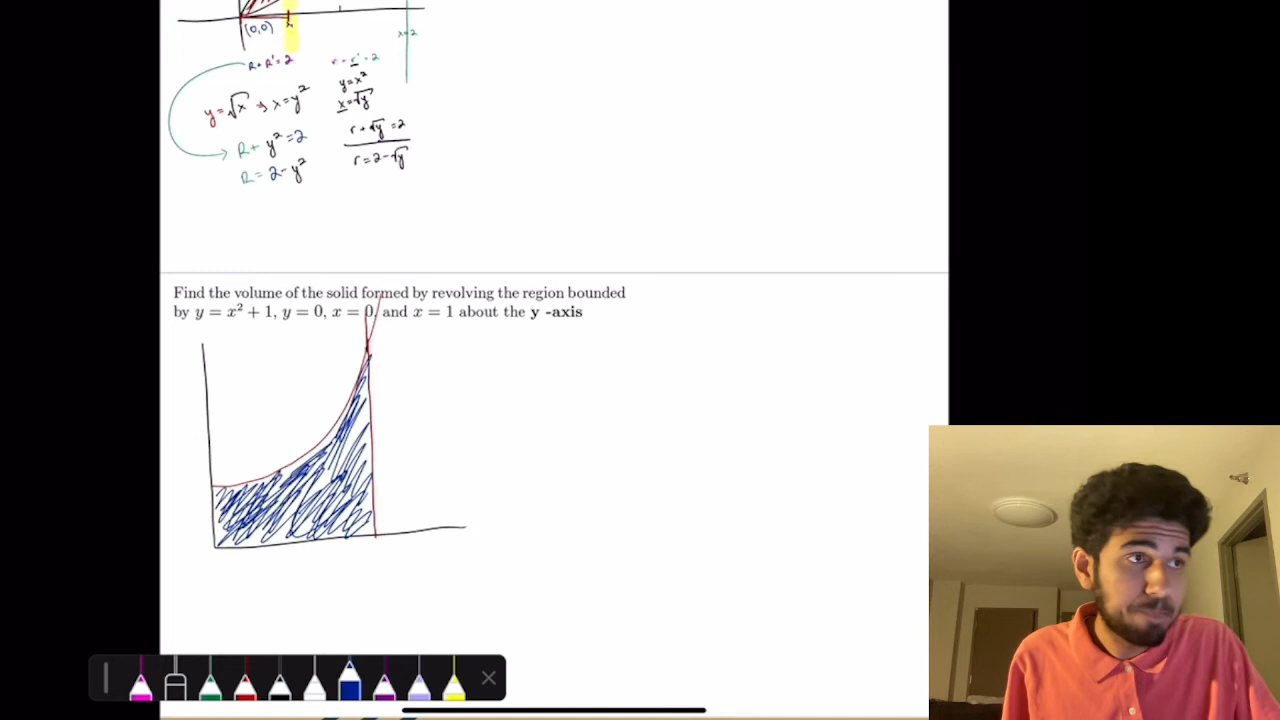 (0,0)
x=2
R+R'=2
r+r'=2
y=√x → x=y²
y=x²
x=√y
R+y²=2
r+√y=2
R=2-y²
r=2-√y
Find the volume of the solid formed by revolving the region bounded
by y = x² + 1, y = 0, x = 0, and x = 1 about the y -axis